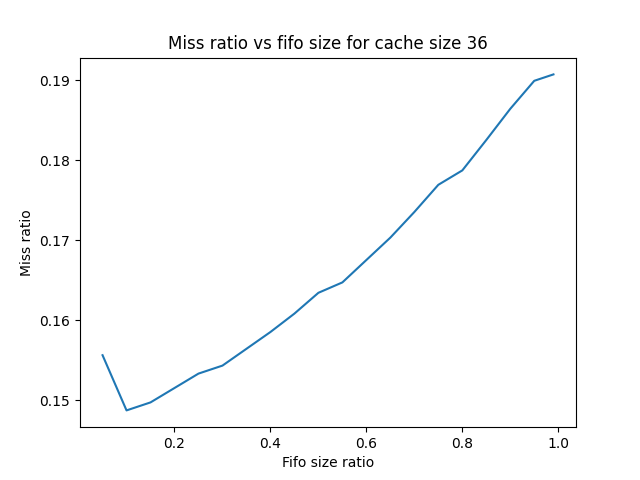 Miss ratio vs fifo size for cache size 36
0.19
0.18
0.17
0.16
0.15
Miss ratio
0.2 0.4 0.6 0.8 1.0
Fifo size ratio